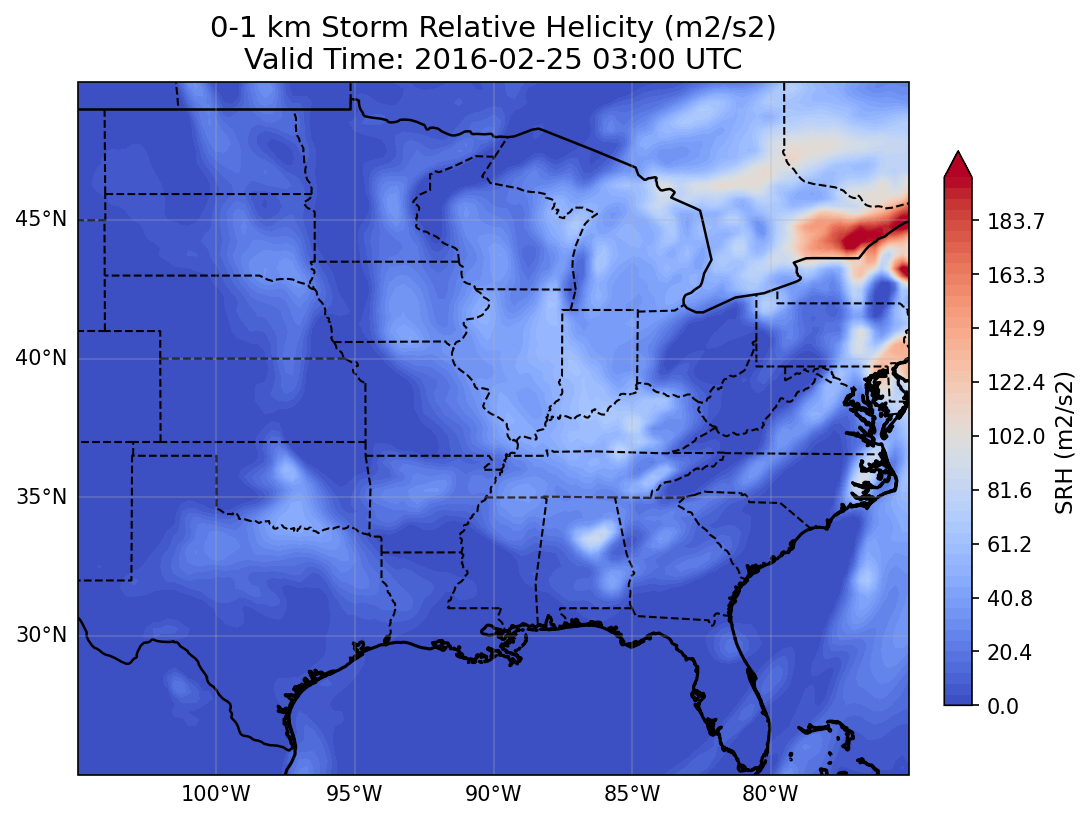 0-1 km Storm Relative Helicity (m2/s2)
Valid Time: 2016-02-25 03:00 UTC
45°N
40°N
35°N
30°N
100°W
95°W
90°W
85°W
80°W
183.7
163.3
142.9
122.4
102.0
81.6
61.2
40.8
20.4
0.0
SRH (m2/s2)